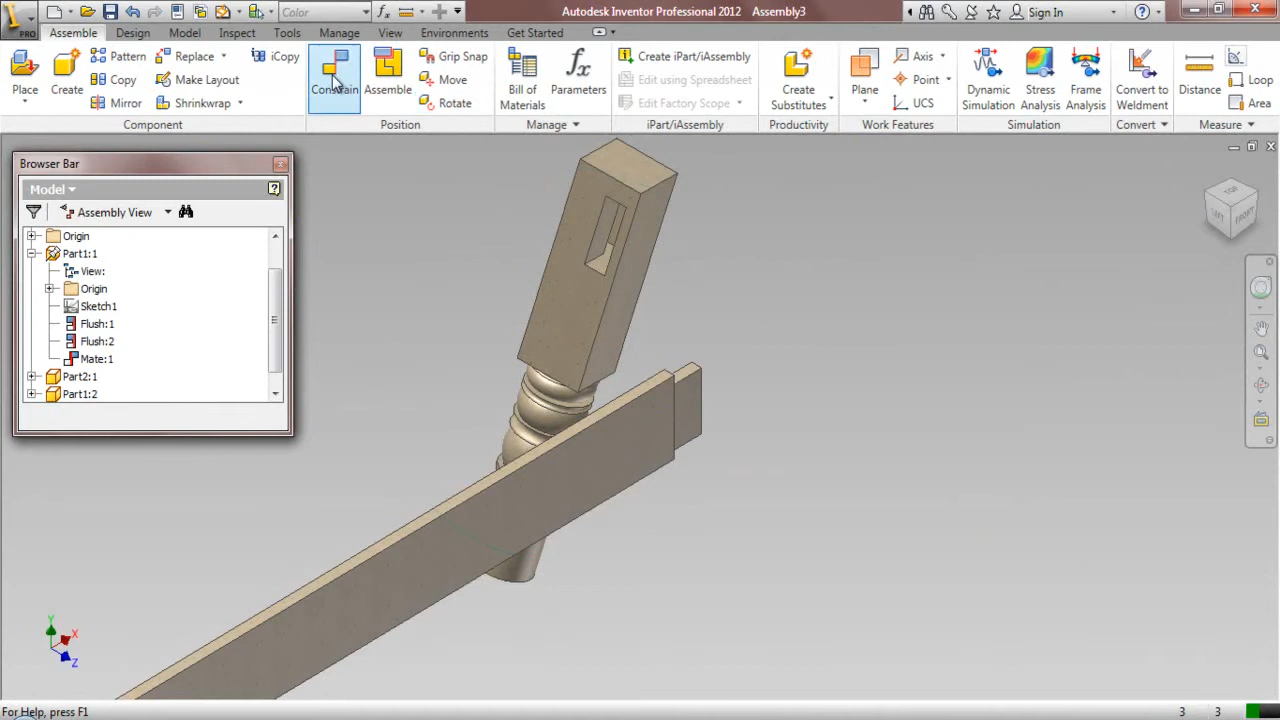 Color
Autodesk Inventor Professional 2012 Assembly3
Sign In
PRO
Assemble Design Model Inspect Tools Manage View Environments Get Started
Place
Create
Pattern
Copy
Mirror
Replace
Make Layout
Shrinkwrap
iCopy
Component
Constrain
Assemble
Grip Snap
Move
Rotate
Position
Bill of
Materials
fx
Parameters
Manage
Create iPart/iAssembly
Edit using Spreadsheet
Edit Factory Scope
iPart/iAssembly
Create
Substitutes
Productivity
Plane
Axis
Point
UCS
Work Features
Dynamic
Simulation
Stress
Analysis
Frame
Analysis
Simulation
Convert to
Weldment
Convert
Distance
Loop
Area
Measure
Browser Bar
Model
Assembly View
Origin
Part1:1
View:
Origin
Sketch1
Flush:1
Flush:2
Mate:1
Part2:1
Part1:2
TOP
LEFT
FRONT
Y
X
Z
For Help, press F1
3 3